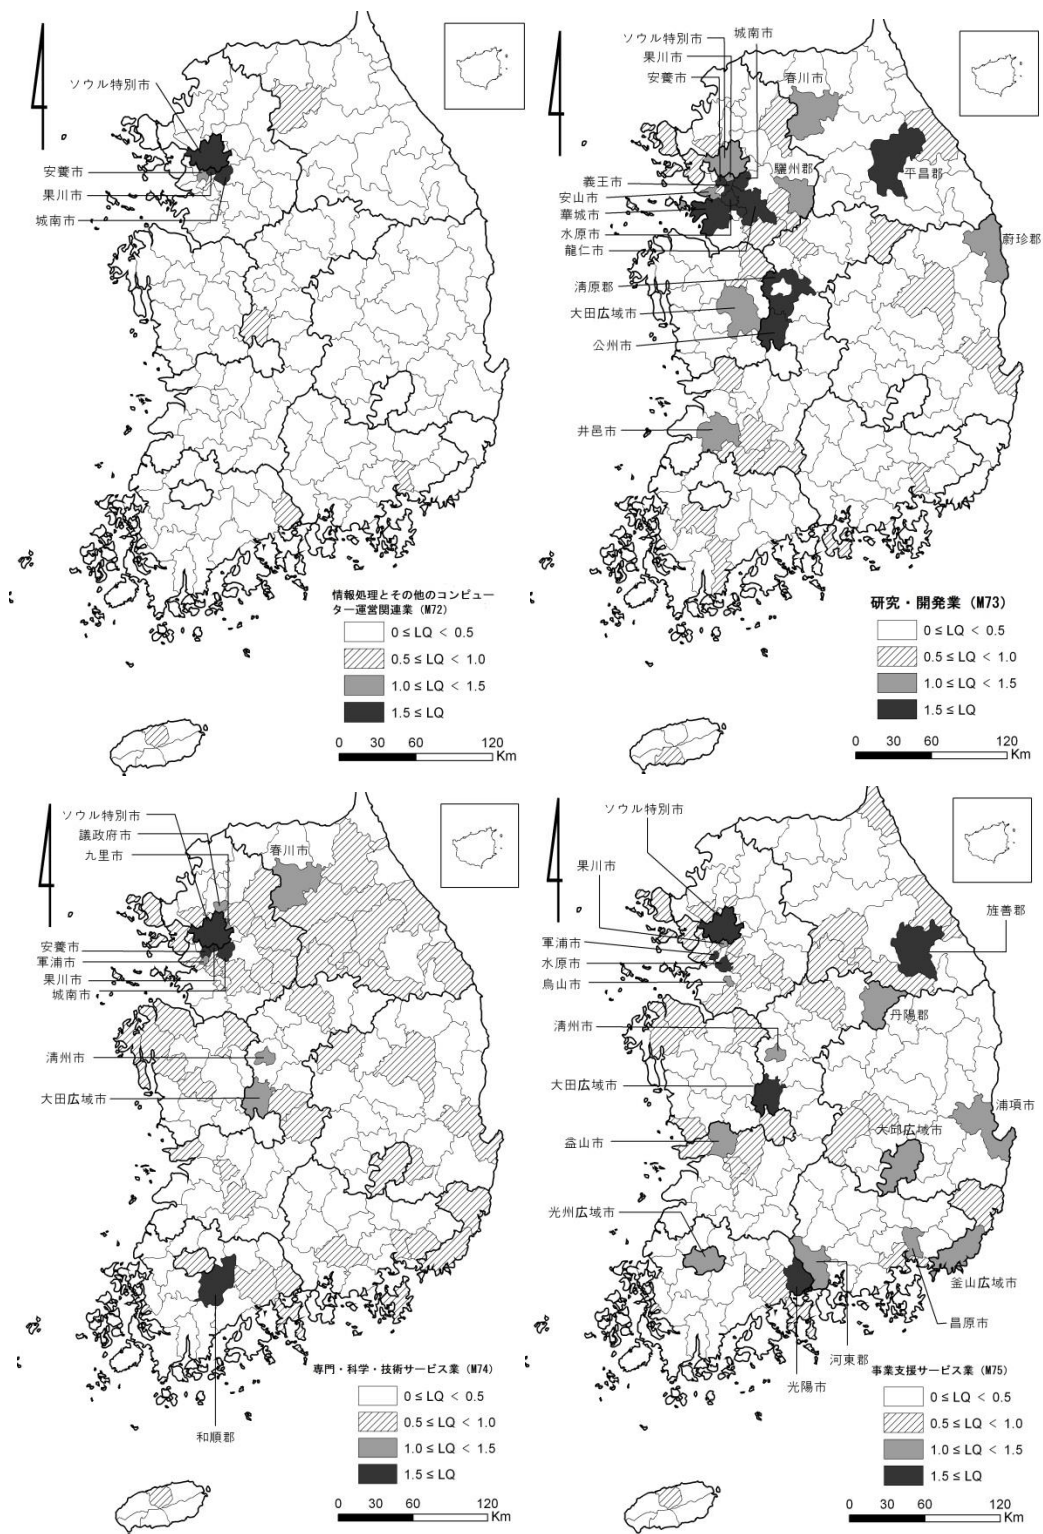 ソウル特別市
安養市
果川市
城南市
情報処理とその他のコンピュー
ター運営関連業（M72）
0 ≤ LQ < 0.5
0.5 ≤ LQ < 1.0
1.0 ≤ LQ < 1.5
1.5 ≤ LQ
0 30 60 120
Km
城南市
ソウル特別市
果川市
安養市
春川市
驪州郡
平昌郡
義王市
安山市
華城市
水原市
龍仁市
蔚珍郡
淸原郡
大田広域市
公州市
井邑市
研究・開発業（M73）
0 ≤ LQ < 0.5
0.5 ≤ LQ < 1.0
1.0 ≤ LQ < 1.5
1.5 ≤ LQ
0 30 60 120
Km
ソウル特別市
議政府市
九里市
春川市
安養市
軍浦市
果川市
城南市
淸州市
大田広域市
和順郡
専門・科学・技術サービス業（M74）
0 ≤ LQ < 0.5
0.5 ≤ LQ < 1.0
1.0 ≤ LQ < 1.5
1.5 ≤ LQ
0 30 60 120
Km
ソウル特別市
果川市
旌善郡
軍浦市
水原市
烏山市
丹陽郡
淸州市
大田広域市
浦項市
大邱広域市
益山市
光州広域市
釜山広域市
昌原市
河東郡
光陽市
事業支援サービス業（M75）
0 ≤ LQ < 0.5
0.5 ≤ LQ < 1.0
1.0 ≤ LQ < 1.5
1.5 ≤ LQ
0 30 60 120
Km